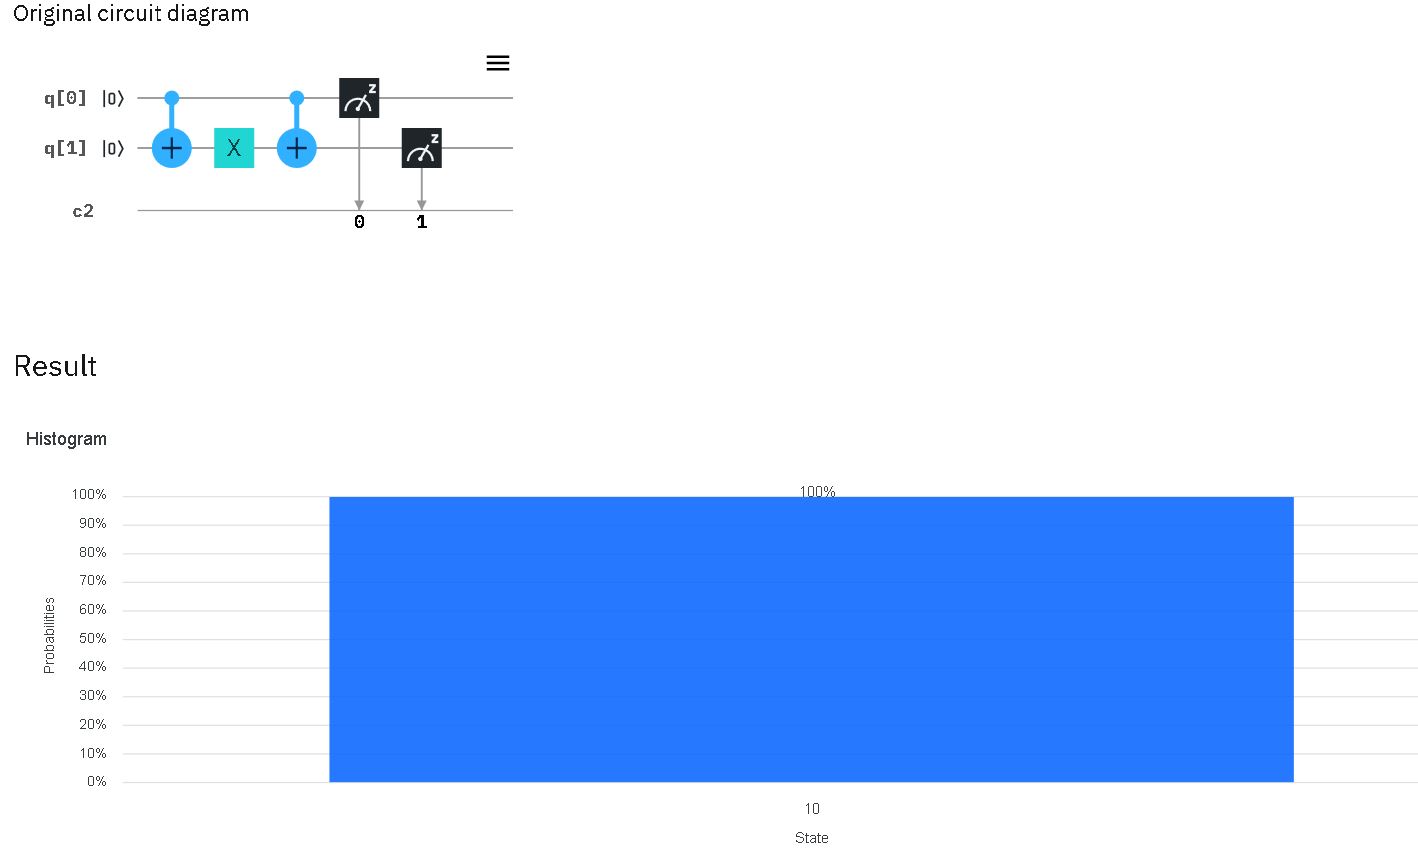 Original circuit diagram
q[0] |0⟩
z
q[1] |0⟩
X
z
c2
0 1
Result
Histogram
100%
100%
90%
80%
70%
60%
50%
40%
30%
20%
10%
0%
Probabilities
10
State